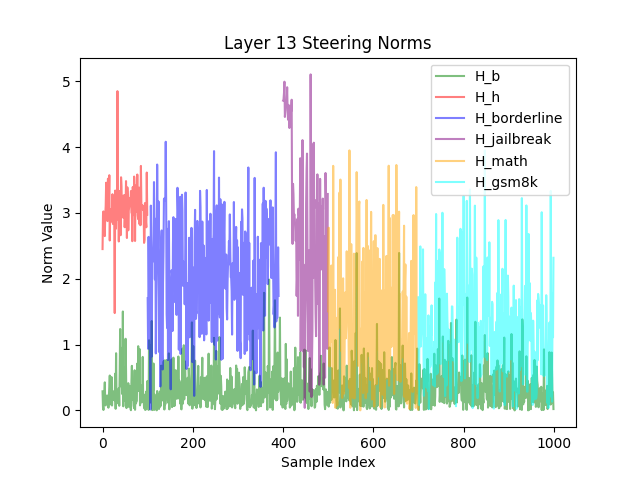 Layer 13 Steering Norms
H_b
H_h
H_borderline
H_jailbreak
H_math
H_gsm8k
Norm Value
5
4
3
2
1
0
0 200 400 600 800 1000
Sample Index